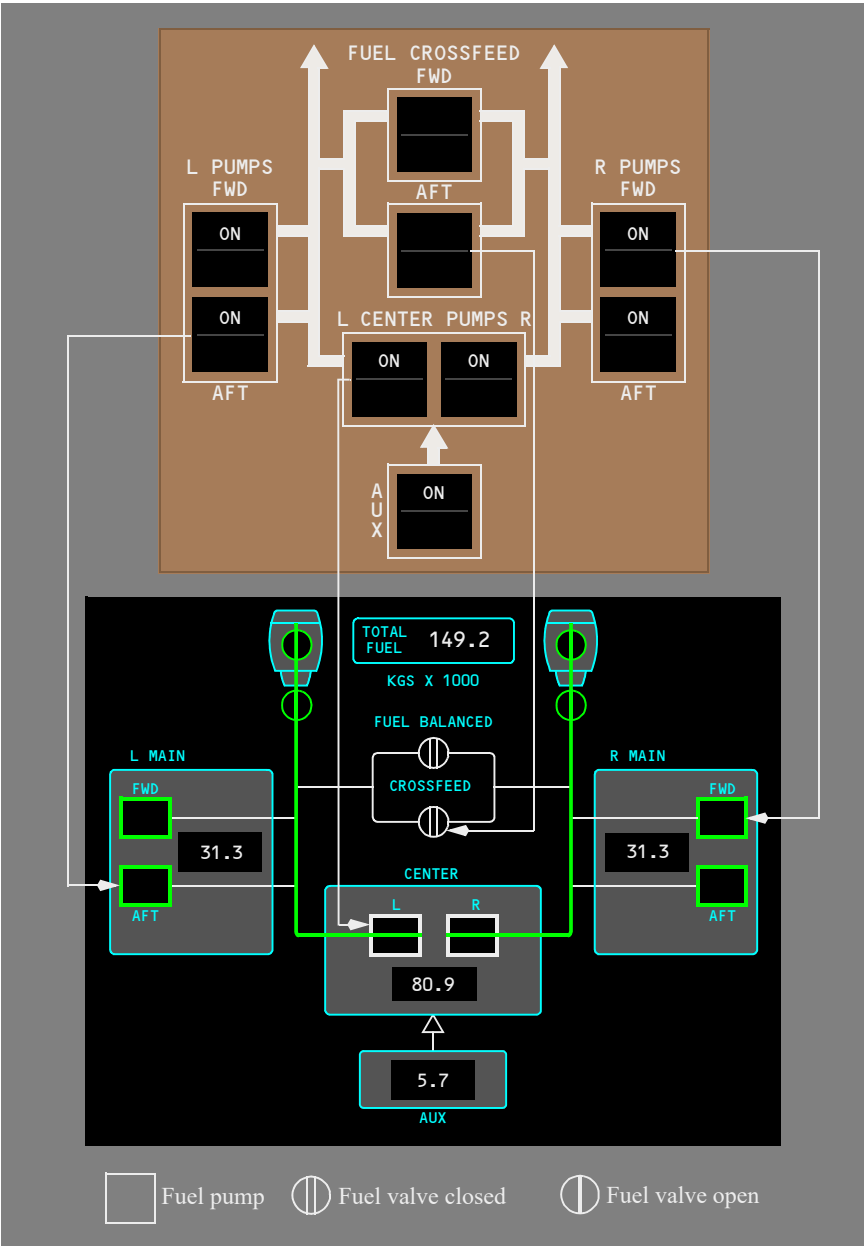 FUEL CROSSFEED
FWD
L PUMPS
FWD
R PUMPS
FWD
AFT
ON
ON
ON
ON
L CENTER PUMPS R
ON
ON
AFT
AFT
AUX
ON
TOTAL
FUEL
149.2
KGS X 1000
FUEL BALANCED
L MAIN
R MAIN
FWD
CROSSFEED
FWD
31.3
31.3
CENTER
L
R
AFT
AFT
80.9
5.7
AUX
Fuel pump
Fuel valve closed
Fuel valve open